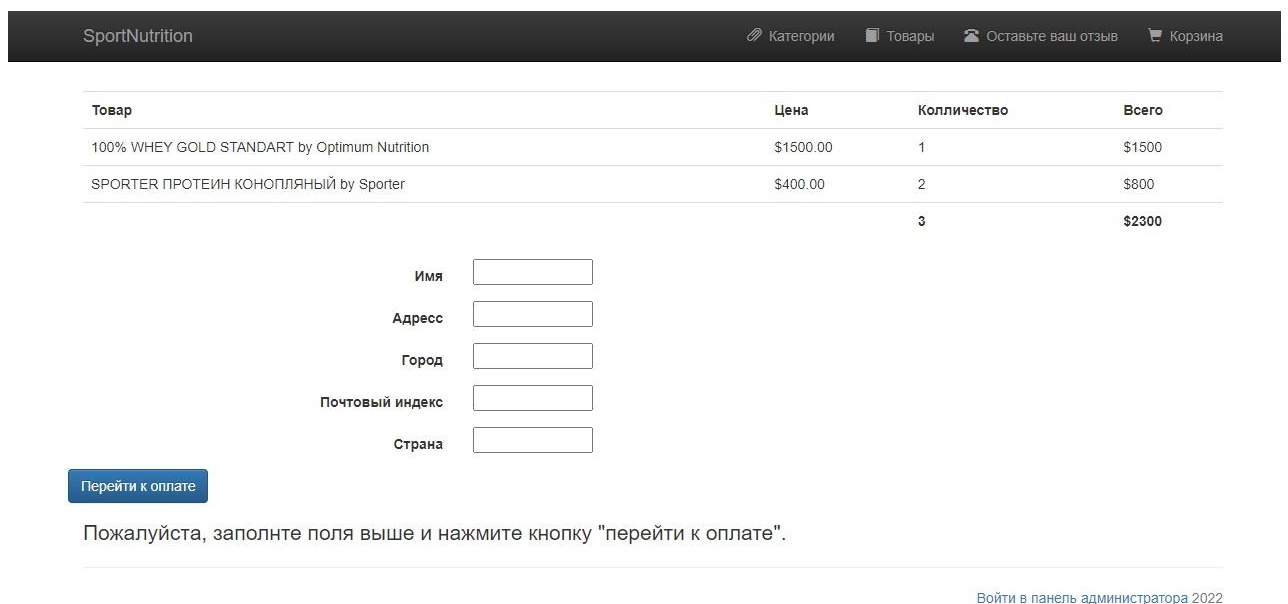 SportNutrition Категории Товары Оставьте ваш отзыв Корзина
Товар Цена Колличество Всего
100% WHEY GOLD STANDART by Optimum Nutrition $1500.00 1 $1500
SPORTER ПРОТЕИН КОНОПЛЯНЫЙ by Sporter $400.00 2 $800
3 $2300
Имя
Адресс
Город
Почтовый индекс
Страна
Перейти к оплате
Пожалуйста, заполнте поля выше и нажмите кнопку "перейти к оплате".
Войти в панель администратора 2022